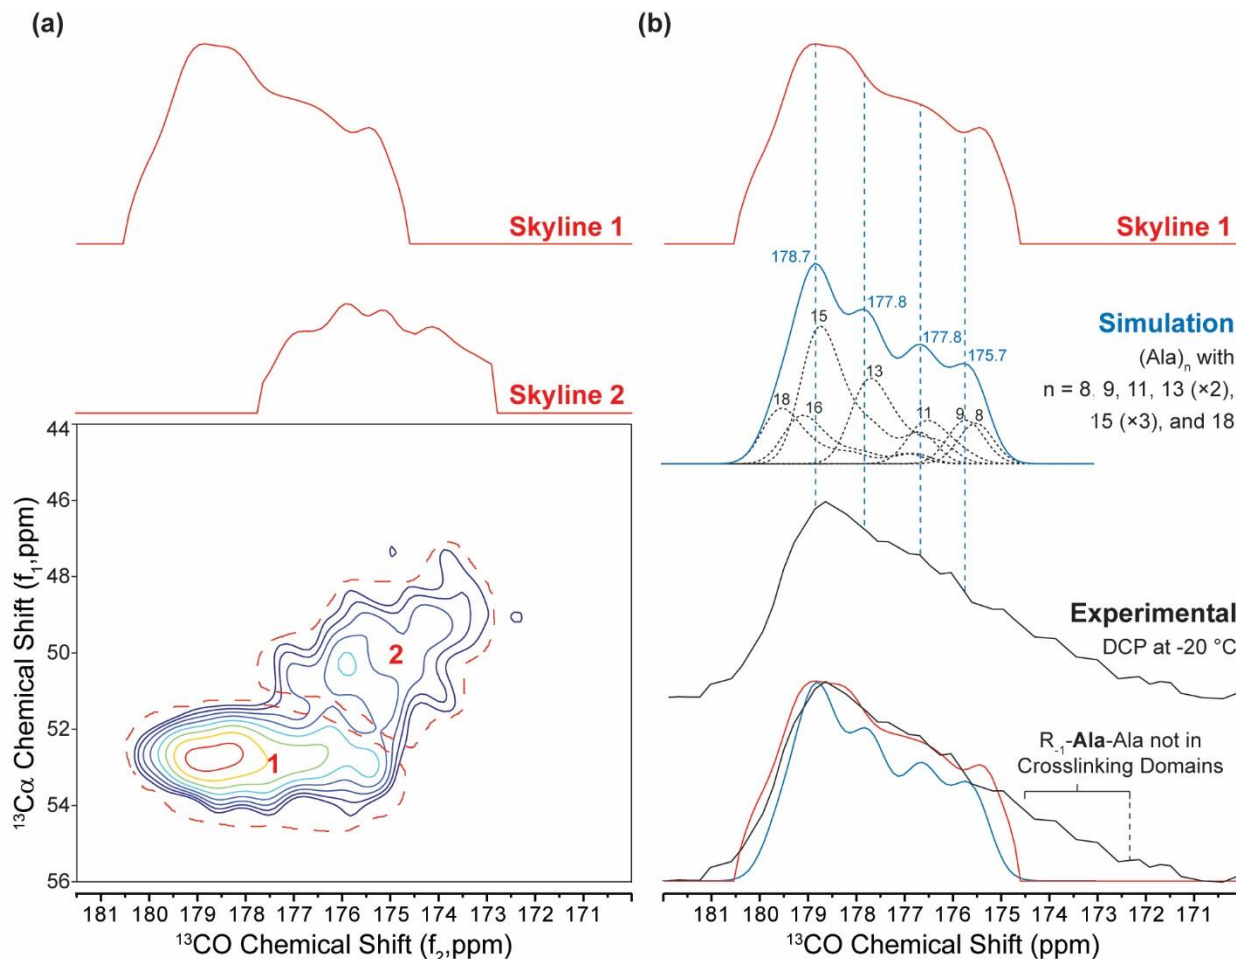 (a)
Skyline 1
Skyline 2
44
46
48
50
52
54
56
¹³Cα Chemical Shift (f₁,ppm)
2
1
181 180 179 178 177 176 175 174 173 172 171
¹³CO Chemical Shift (f₂,ppm)
(b)
Skyline 1
178.7
177.8
177.8
175.7
15
13
18
16
11
9
8
Simulation
(Ala)ₙ with
n = 8, 9, 11, 13 (×2),
15 (×3), and 18
Experimental
DCP at -20 °C
R₋₁-Ala-Ala not in
Crosslinking Domains
181 180 179 178 177 176 175 174 173 172 171
¹³CO Chemical Shift (ppm)